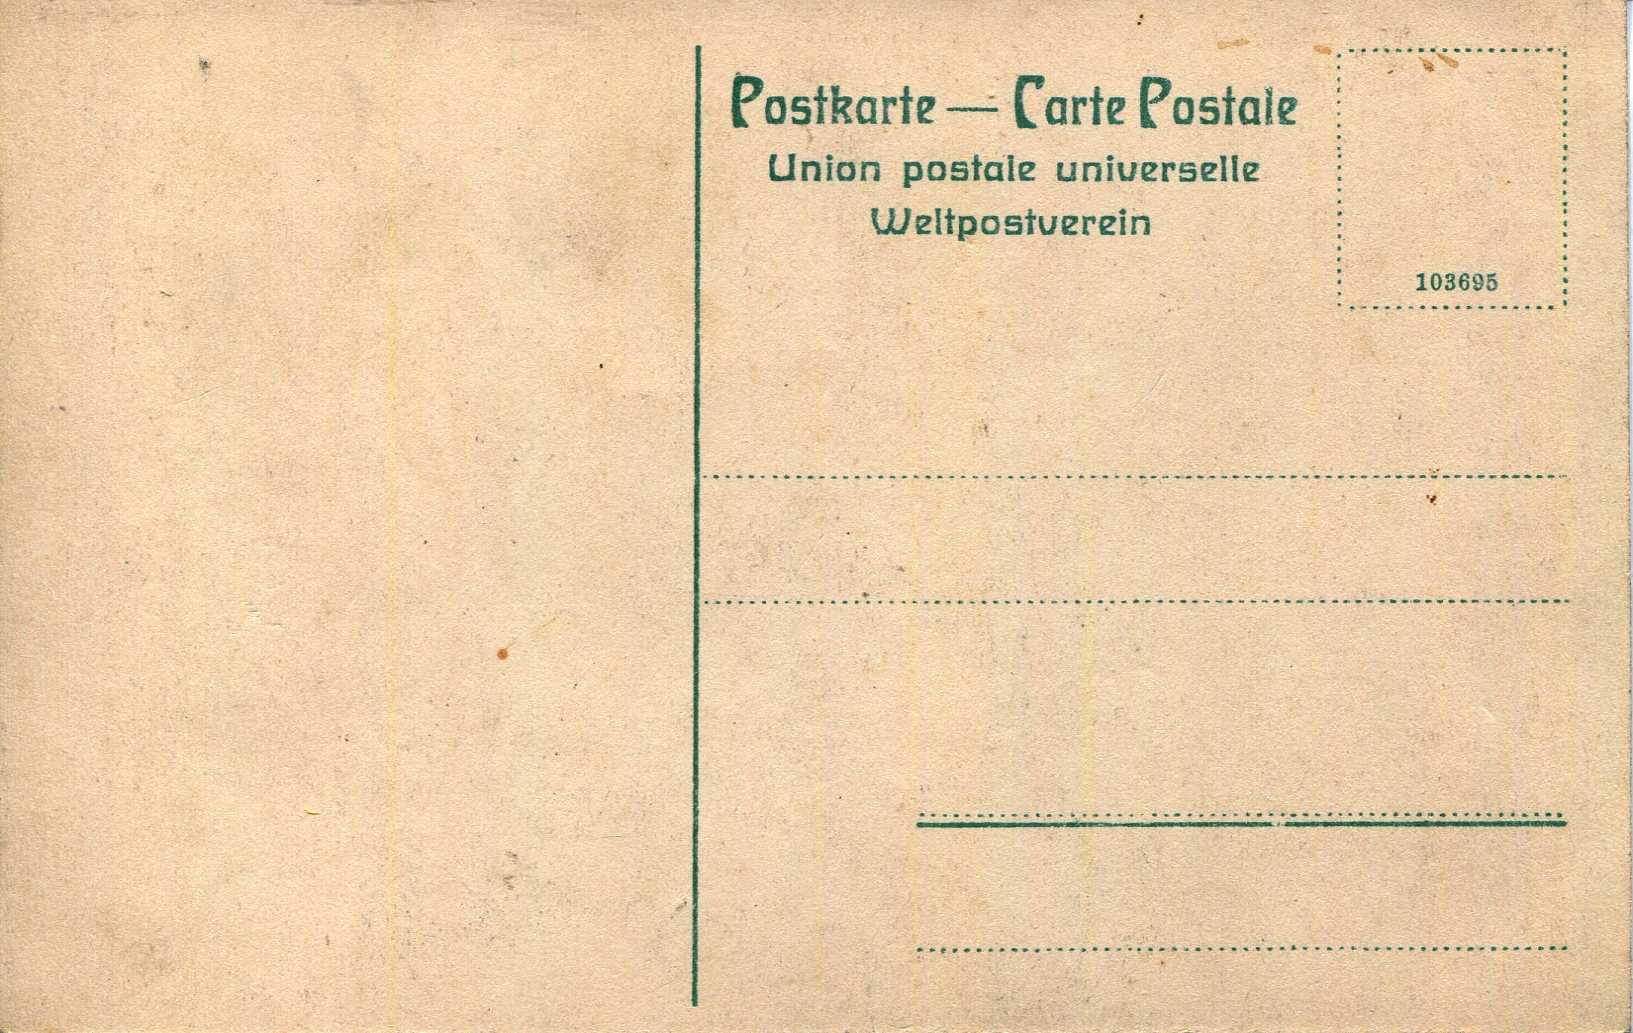 Postkarte — Carte Postale
Union postale universelle
Weltpostverein
103695